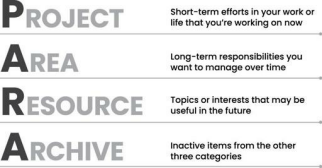 PROJECT
Short-term efforts in your work or
life that you're working on now
AREA
Long-term responsibilities you
want to manage over time
RESOURCE
Topics or interests that may be
useful in the future
ARCHIVE
Inactive items from the other
three categories